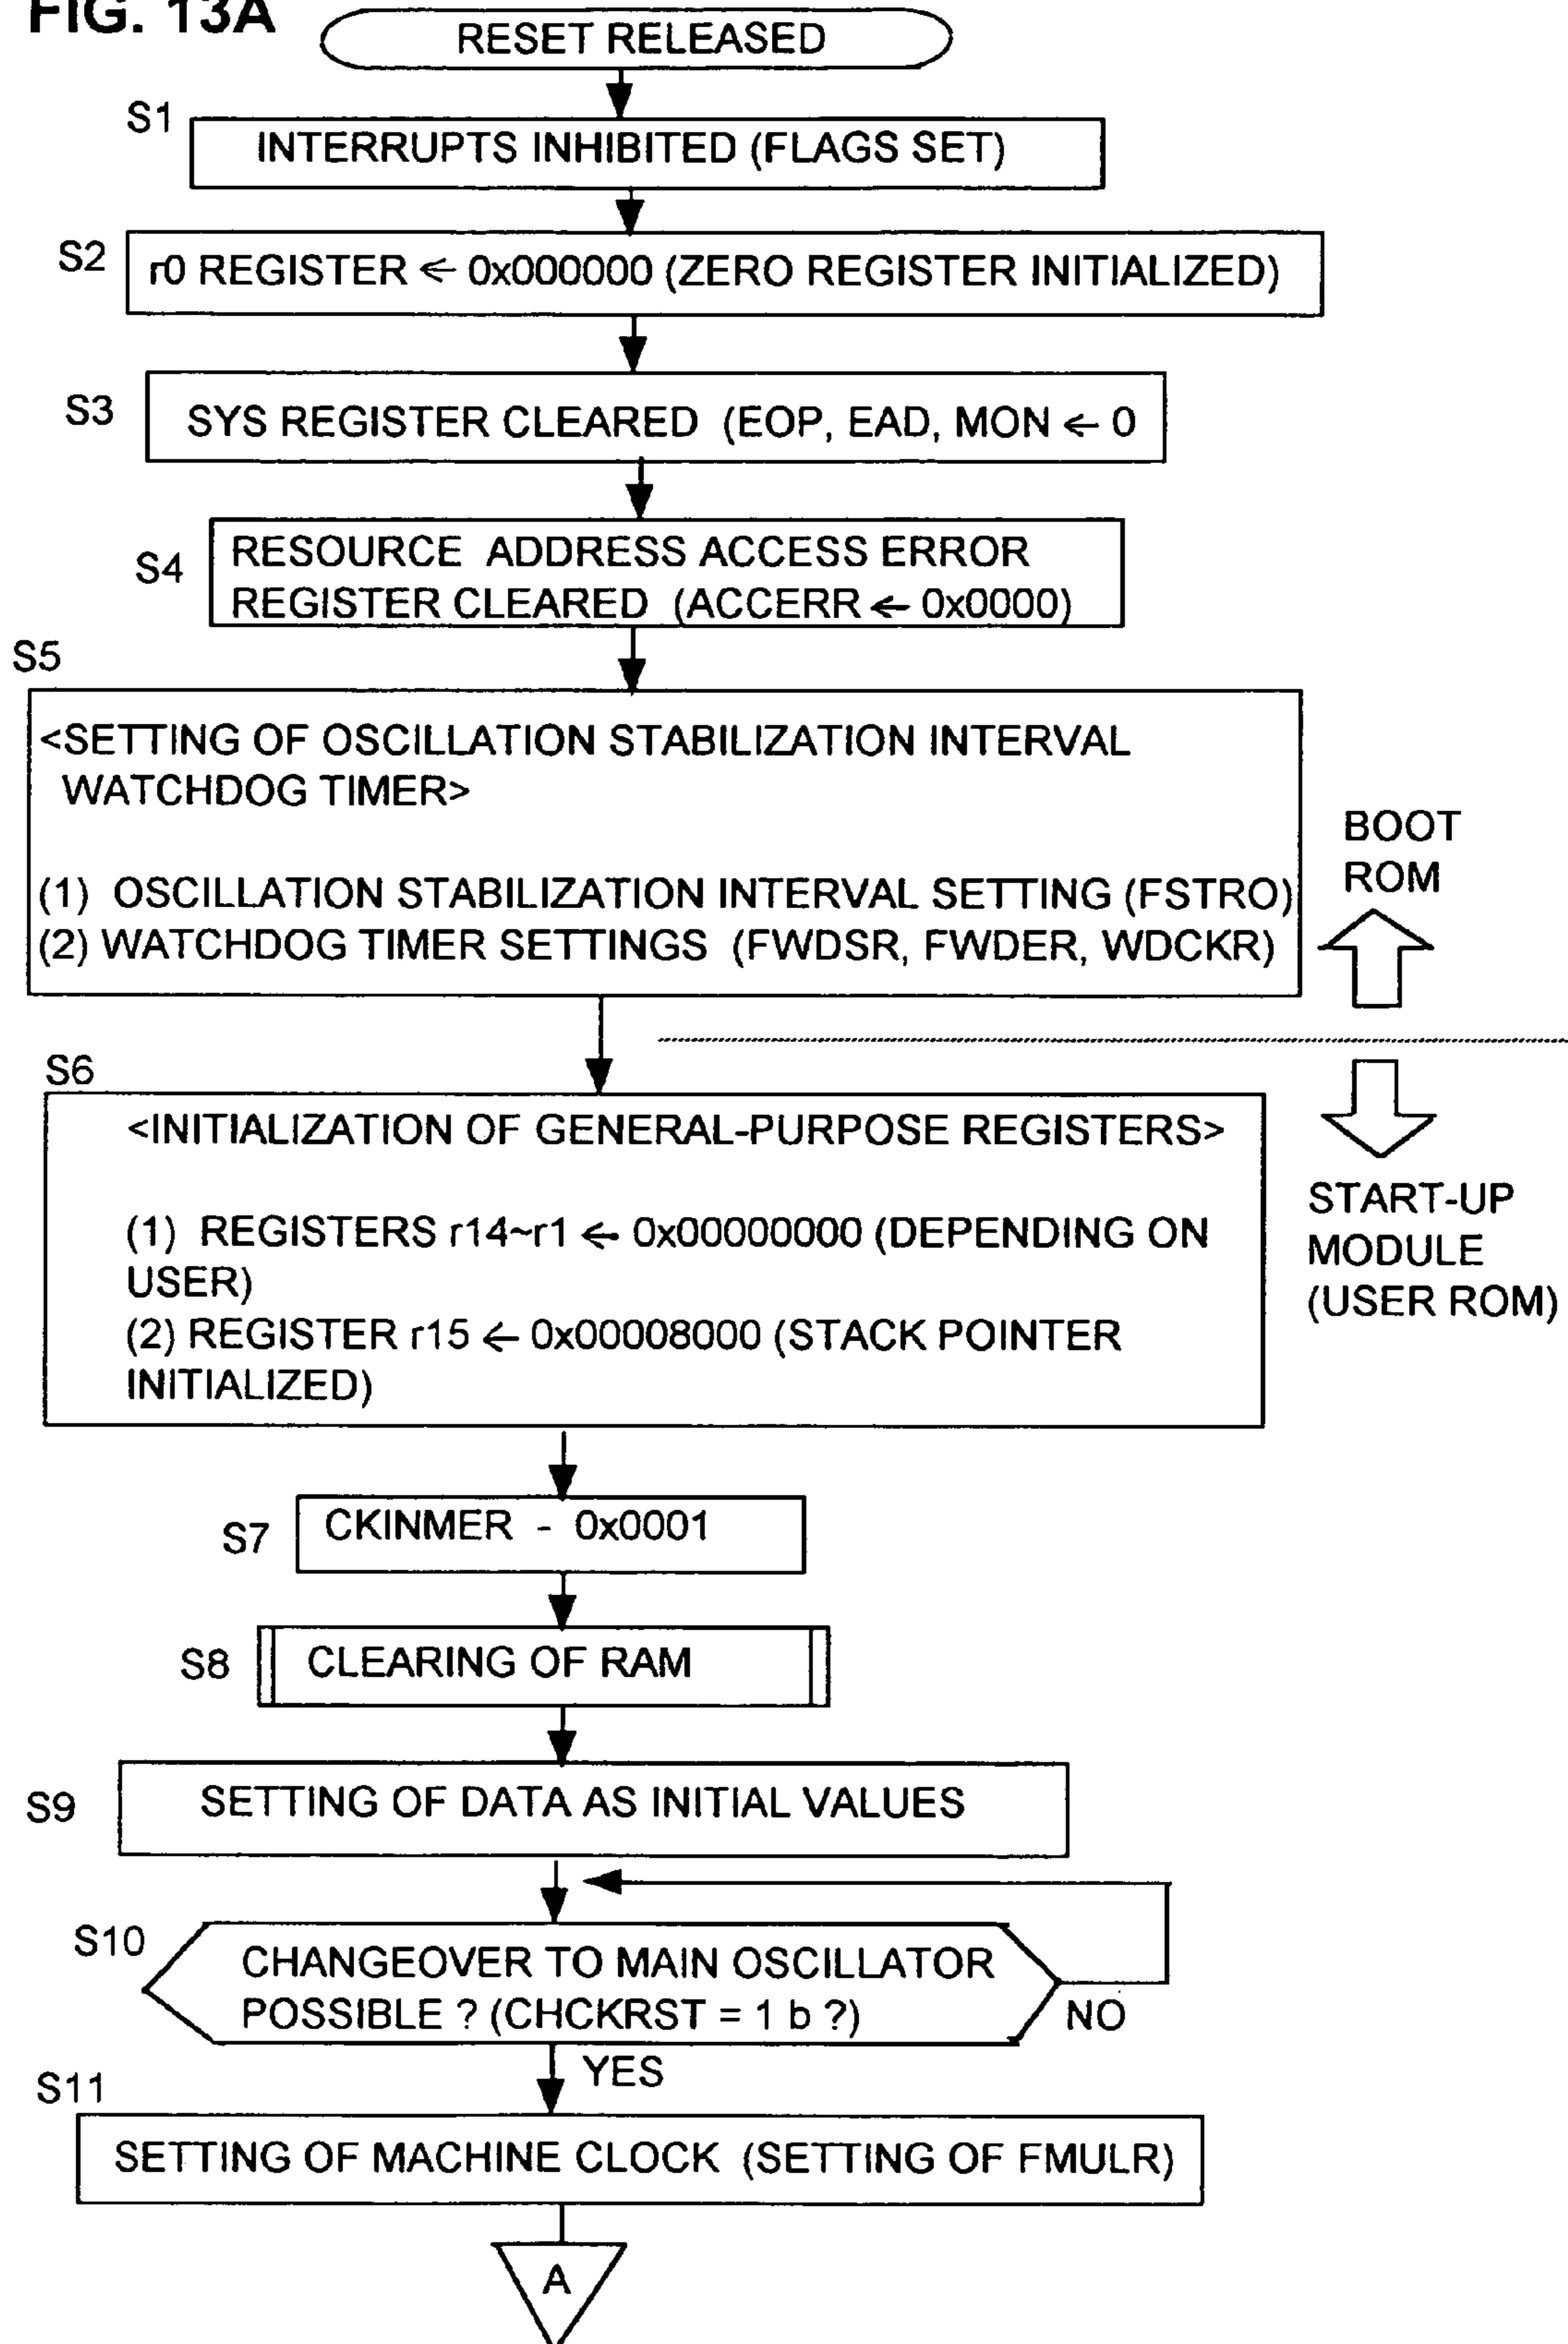 FIG. 13A
RESET RELEASED
S1
INTERRUPTS INHIBITED (FLAGS SET)
S2
r0 REGISTER ← 0x000000 (ZERO REGISTER INITIALIZED)
S3
SYS REGISTER CLEARED (EOP, EAD, MON ← 0
S4
RESOURCE ADDRESS ACCESS ERROR
REGISTER CLEARED (ACCERR ← 0x0000)
S5
<SETTING OF OSCILLATION STABILIZATION INTERVAL
WATCHDOG TIMER>
(1) OSCILLATION STABILIZATION INTERVAL SETTING (FSTRO)
(2) WATCHDOG TIMER SETTINGS (FWDSR, FWDER, WDCKR)
BOOT
ROM
S6
<INITIALIZATION OF GENERAL-PURPOSE REGISTERS>
(1) REGISTERS r14~r1 ← 0x00000000 (DEPENDING ON
USER)
(2) REGISTER r15 ← 0x00008000 (STACK POINTER
INITIALIZED)
START-UP
MODULE
(USER ROM)
S7
CKINMER - 0x0001
S8
CLEARING OF RAM
S9
SETTING OF DATA AS INITIAL VALUES
S10
CHANGEOVER TO MAIN OSCILLATOR
POSSIBLE ? (CHCKRST = 1 b ?)
NO
YES
S11
SETTING OF MACHINE CLOCK (SETTING OF FMULR)
A